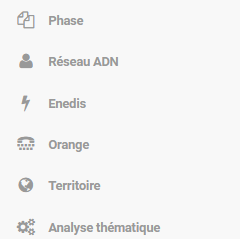 Phase
Réseau ADN
Enedis
Orange
Territoire
Analyse thématique